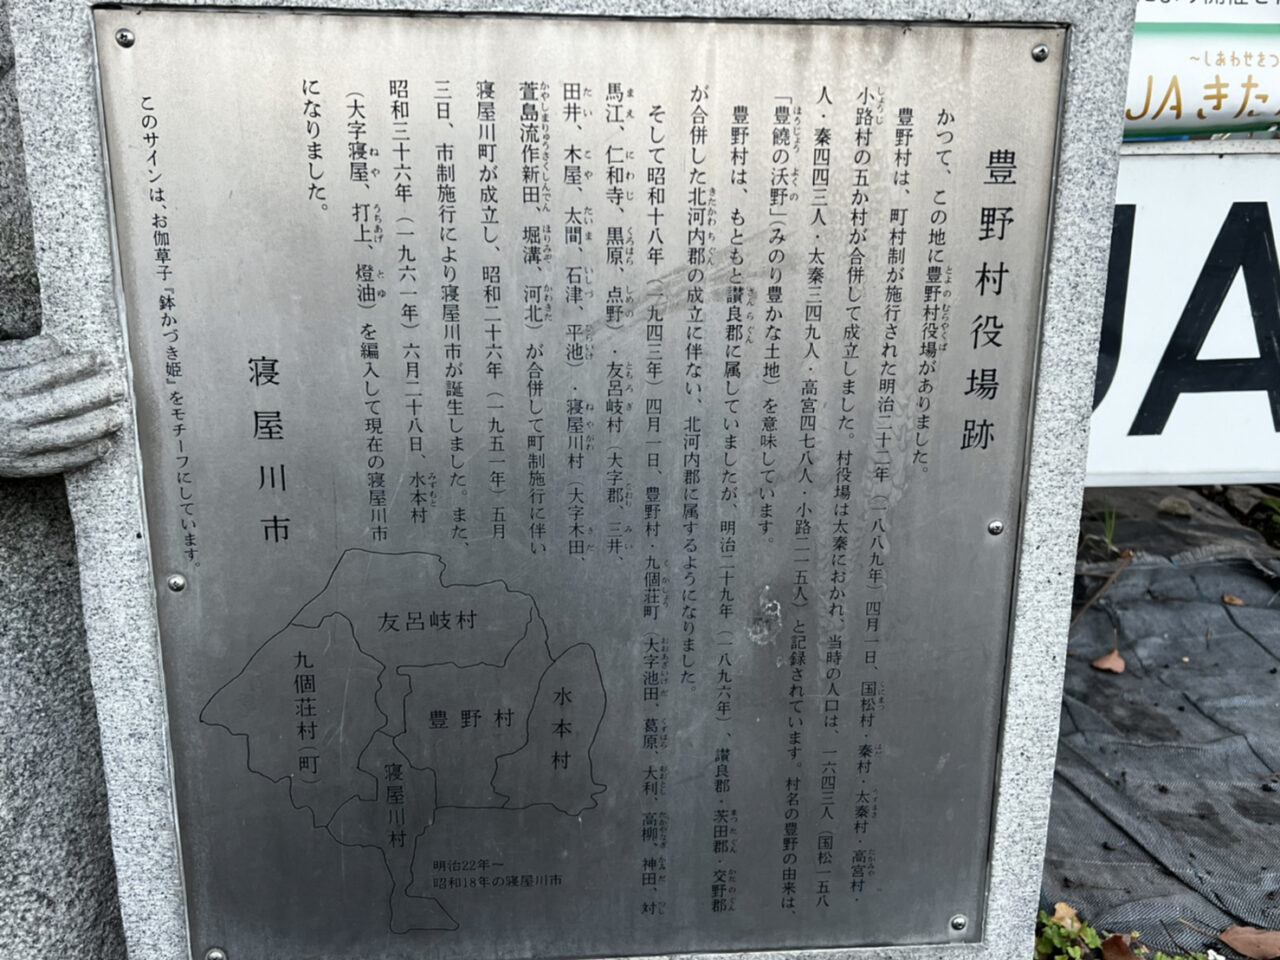 豊野村役場跡
かつて、この地に豊野村役場がありました。
豊野村は、町村制が施行された明治二十二年（一八八九年）四月一日、国松村・秦村・太秦村・高宮村・
小路村の五か村が合併して成立しました。村役場は太秦におかれ、当時の人口は、一六四三人（国松一五八
人・秦四四三人・太秦三四九人・高宮四七八人・小路二一五人）と記録されています。村名の豊野の由来は、
「豊饒の沃野」（みのり豊かな土地）を意味しています。
豊野村は、もともと讃良郡に属していましたが、明治二十九年（一八九六年）、讃良郡・茨田郡・交野郡
が合併した北河内郡の成立に伴ない、北河内郡に属するようになりました。
そして昭和十八年（一九四三年）四月一日、豊野村・九個荘町（大字池田、葛原、大利、高柳、神田、対
馬江、仁和寺、黒原、点野）・友呂岐村（大字郡、三井、
田井、木屋、太間、石津、平池）・寝屋川村（大字木田、
萱島流作新田、堀溝、河北）が合併して町制施行に伴い
寝屋川町が成立し、昭和二十六年（一九五一年）五月
三日、市制施行により寝屋川市が誕生しました。また、
昭和三十六年（一九六一年）六月二十八日、水本村
（大字寝屋、打上、燈油）を編入して現在の寝屋川市
になりました。
寝屋川市
このサインは、お伽草子『鉢かづき姫』をモチーフにしています。
友呂岐村
九個荘村（町）
豊野村
水本村
寝屋川村
明治22年〜
昭和18年の寝屋川市
〜しあわせをつ
JAきた
JA